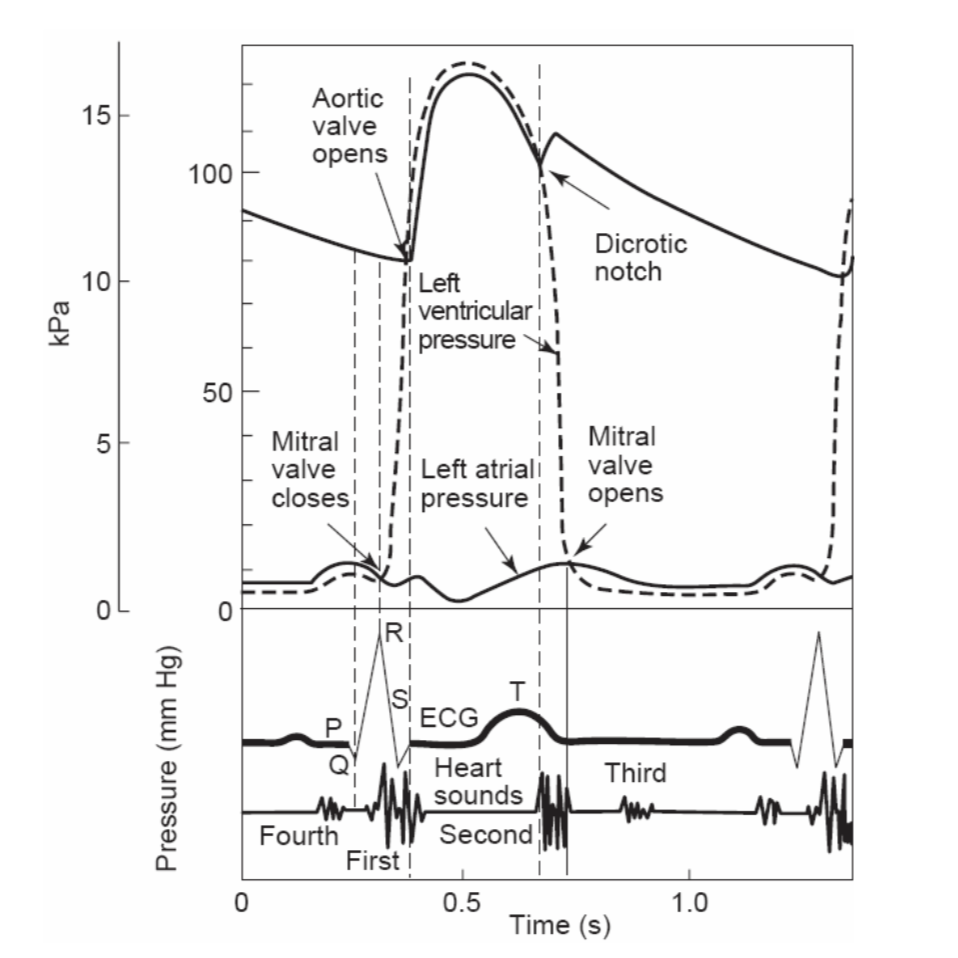 15
Aortic
valve
opens
100
Dicrotic
notch
10
Left
ventricular
pressure
kPa
50
5
Mitral
valve
closes
Left atrial
pressure
Mitral
valve
opens
0
0
R
S
T
P
ECG
Q
Heart
sounds
Third
Fourth
Second
First
Pressure (mm Hg)
0
0.5
1.0
Time (s)